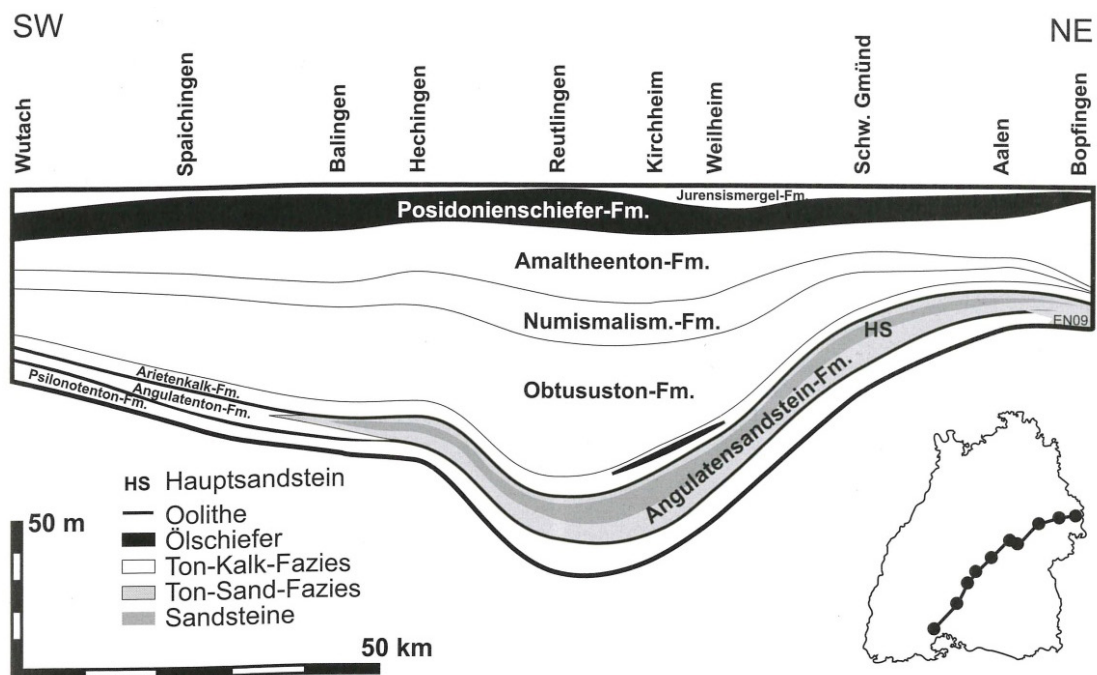 SW
NE
Wutach
Spaichingen
Balingen
Hechingen
Reutlingen
Kirchheim
Weilheim
Schw. Gmünd
Aalen
Bopfingen
Jurensismergel-Fm.
Posidonienschiefer-Fm.
Amaltheenton-Fm.
Numismalism.-Fm.
HS
EN09
Arietenkalk-Fm.
Angulatenton-Fm.
Psilonotenton-Fm.
Obtususton-Fm.
Angulatensandstein-Fm.
HS Hauptsandstein
Oolithe
Ölschiefer
Ton-Kalk-Fazies
Ton-Sand-Fazies
Sandsteine
50 m
50 km